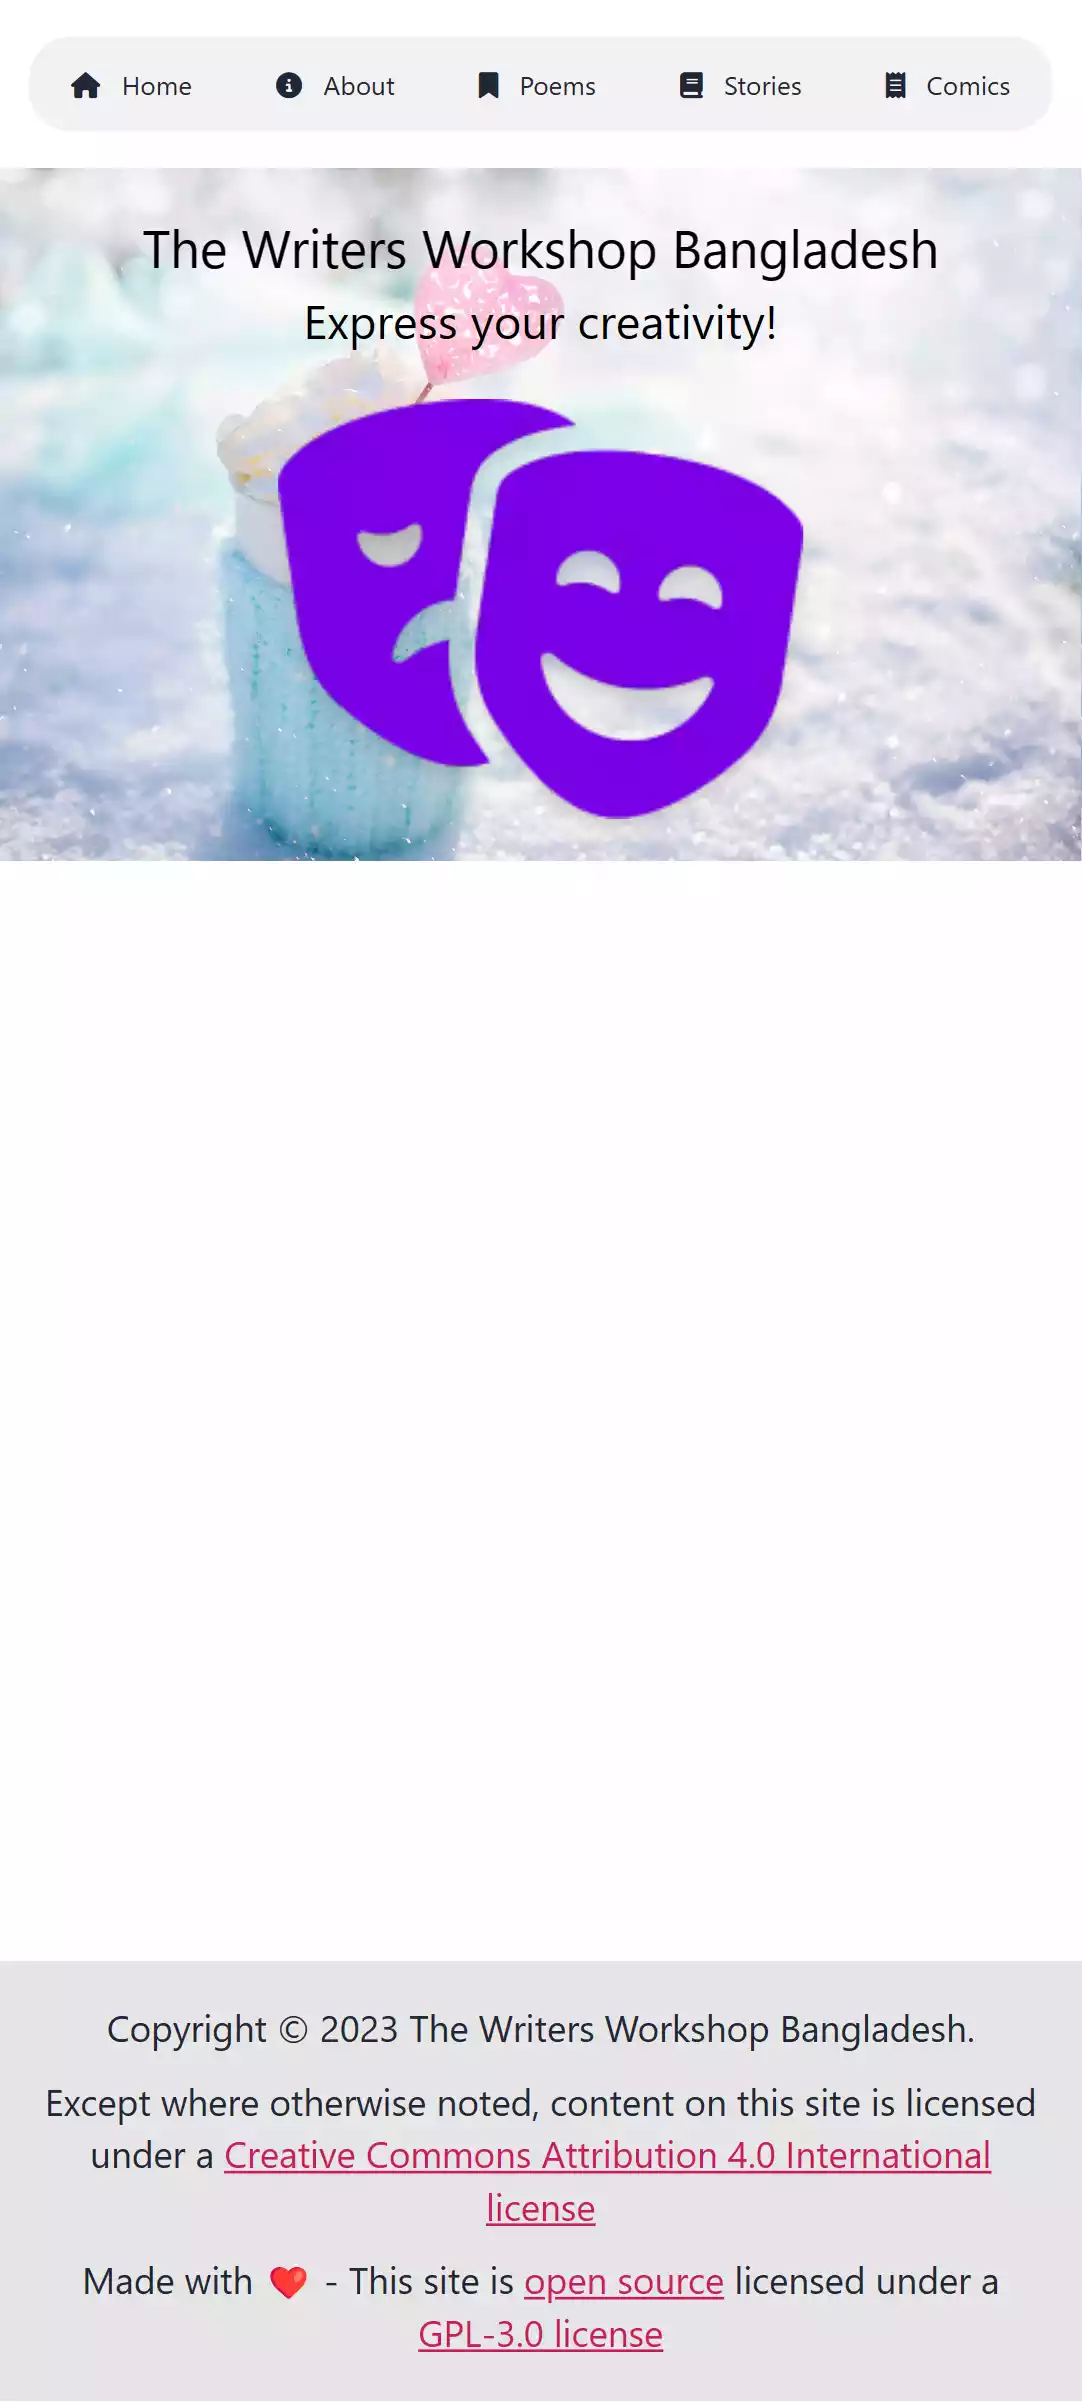 Home About Poems Stories Comics
The Writers Workshop Bangladesh
Express your creativity!
Copyright © 2023 The Writers Workshop Bangladesh.
Except where otherwise noted, content on this site is licensed
under a Creative Commons Attribution 4.0 International
license
Made with ❤️ - This site is open source licensed under a
GPL-3.0 license